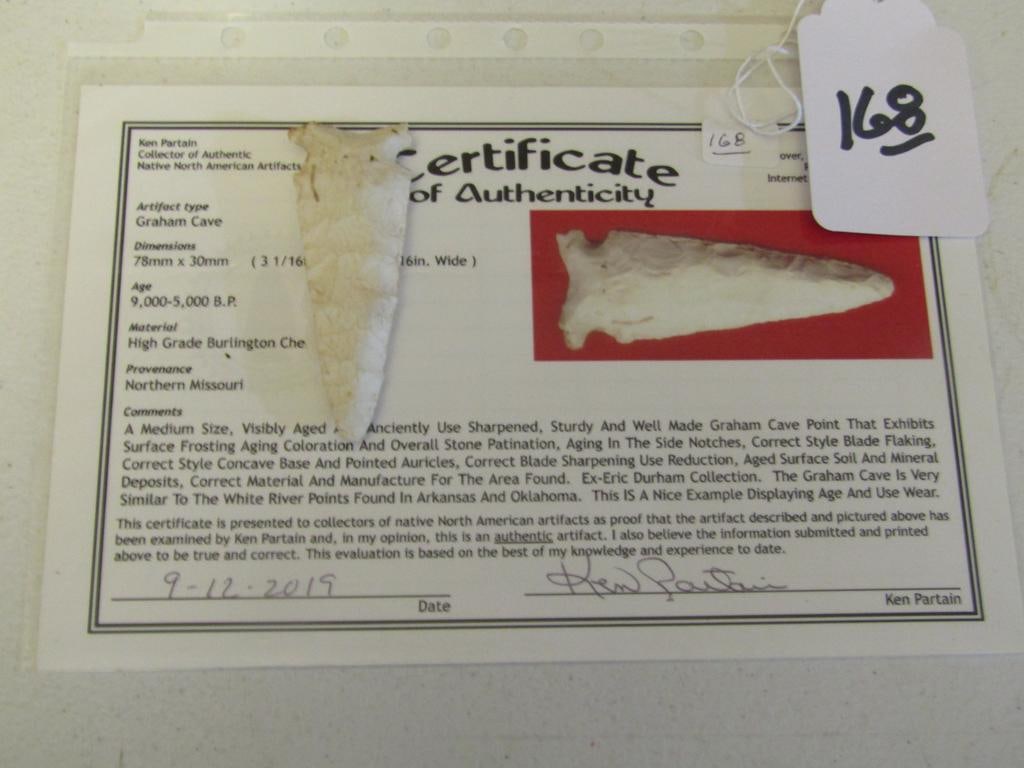 168
168
Ken Partain
Collector of Authentic
Native North American Artifacts
Certificate
of Authenticity
over,
Internet
Artifact type
Graham Cave
Dimensions
78mm x 30mm ( 3 1/16i 16in. Wide )
Age
9,000-5,000 B.P.
Material
High Grade Burlington Che
Provenance
Northern Missouri
Comments
A Medium Size, Visibly Aged Anciently Use Sharpened, Sturdy And Well Made Graham Cave Point That Exhibits
Surface Frosting Aging Coloration And Overall Stone Patination, Aging In The Side Notches, Correct Style Blade Flaking,
Correct Style Concave Base And Pointed Auricles, Correct Blade Sharpening Use Reduction, Aged Surface Soil And Mineral
Deposits, Correct Material And Manufacture For The Area Found. Ex-Eric Durham Collection. The Graham Cave Is Very
Similar To The White River Points Found In Arkansas And Oklahoma. This IS A Nice Example Displaying Age And Use Wear.
This certificate is presented to collectors of native North American artifacts as proof that the artifact described and pictured above has
been examined by Ken Partain and, in my opinion, this is an authentic artifact. I also believe the information submitted and printed
above to be true and correct. This evaluation is based on the best of my knowledge and experience to date.
9-12-2019 Ken Partain
Date Ken Partain